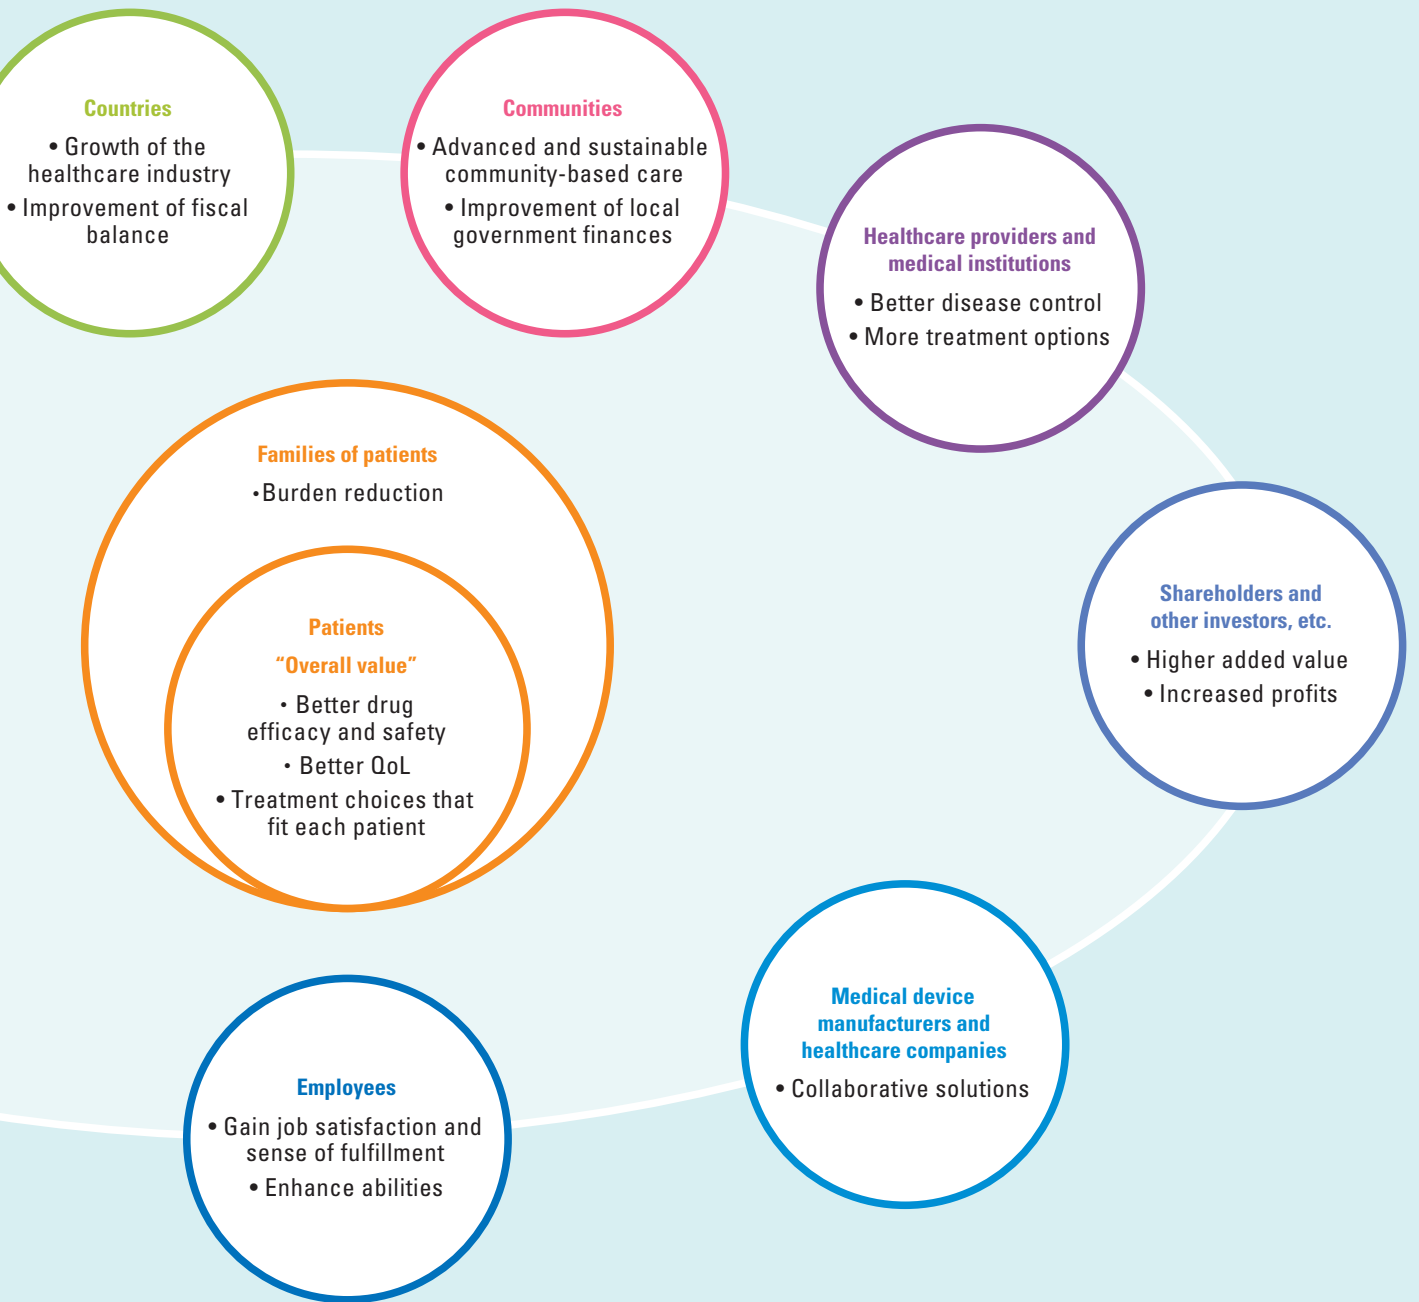 Countries
• Growth of the
healthcare industry
• Improvement of fiscal
balance
Communities
• Advanced and sustainable
community-based care
• Improvement of local
government finances
Healthcare providers and
medical institutions
• Better disease control
• More treatment options
Families of patients
・Burden reduction
Patients
“Overall value”
・ Better drug
efficacy and safety
・ Better QoL
• Treatment choices that
fit each patient
Shareholders and
other investors, etc.
• Higher added value
• Increased profits
Medical device
manufacturers and
healthcare companies
• Collaborative solutions
Employees
• Gain job satisfaction and
sense of fulfillment
• Enhance abilities